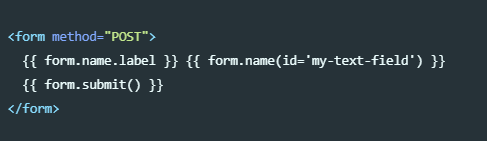 <form method="POST">
{{ form.name.label }} {{ form.name(id='my-text-field') }}
{{ form.submit() }}
</form>